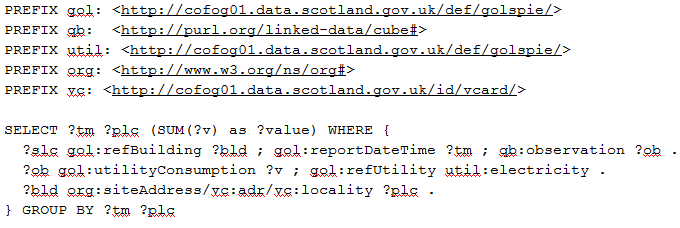 PREFIX gol: <http://cofog01.data.scotland.gov.uk/def/golspie/>
PREFIX qb:  <http://purl.org/linked-data/cube#>
PREFIX util: <http://cofog01.data.scotland.gov.uk/def/golspie/>
PREFIX org: <http://www.w3.org/ns/org#>
PREFIX vc: <http://cofog01.data.scotland.gov.uk/id/vcard/>
SELECT ?tm ?plc (SUM(?v) as ?value) WHERE {
  ?slc gol:refBuilding ?bld ; gol:reportDateTime ?tm ; qb:observation ?ob .
  ?ob gol:utilityConsumption ?v ; gol:refUtility util:electricity .
  ?bld org:siteAddress/vc:adr/vc:locality ?plc .
} GROUP BY ?tm ?plc